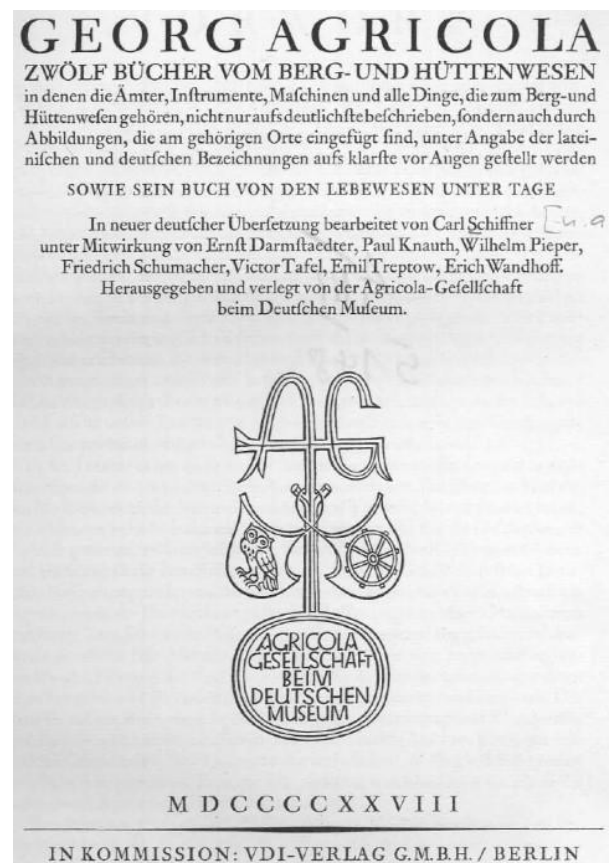 GEORG AGRICOLA
ZWÖLF BÜCHER VOM BERG- UND HÜTTENWESEN
in denen die Ämter, Inſtrumente, Maſchinen und alle Dinge, die zum Berg-und
Hüttenweſen gehören, nicht nur aufs deutlichſte beſchrieben, ſondern auch durch
Abbildungen, die am gehörigen Orte eingefügt ſind, unter Angabe der latei-
niſchen und deutſchen Bezeichnungen aufs klarſte vor Augen geſtellt werden
SOWIE SEIN BUCH VON DEN LEBEWESEN UNTER TAGE
In neuer deutſcher Überſetzung bearbeitet von Carl Schiffner
unter Mitwirkung von Ernſt Darmſtaedter, Paul Knauth, Wilhelm Pieper,
Friedrich Schumacher, Victor Tafel, Emil Treptow, Erich Wandhoff.
Herausgegeben und verlegt von der Agricola-Geſellſchaft
beim Deutſchen Muſeum.
AG
AGRICOLA
GESELLSCHAFT
BEIM
DEUTSCHEN
MUSEUM
MDCCCCXXVIII
IN KOMMISSION: VDI-VERLAG G.M.B.H. / BERLIN